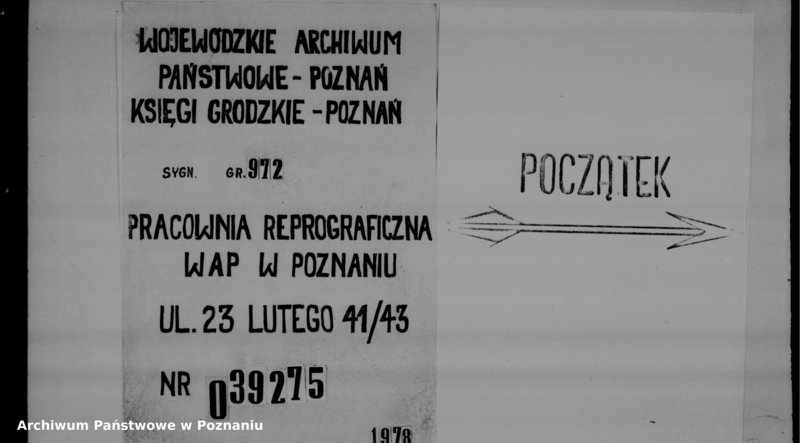 WOJEWÓDZKIE ARCHIWUM
PAŃSTWOWE - POZNAŃ
KSIĘGI GRODZKIE - POZNAŃ
SYGN. GR. 972
PRACOWNIA REPROGRAFICZNA
WAP W POZNANIU
UL. 23 LUTEGO 41/43
NR 039275
1978
POCZĄTEK
Archiwum Państwowe w Poznaniu